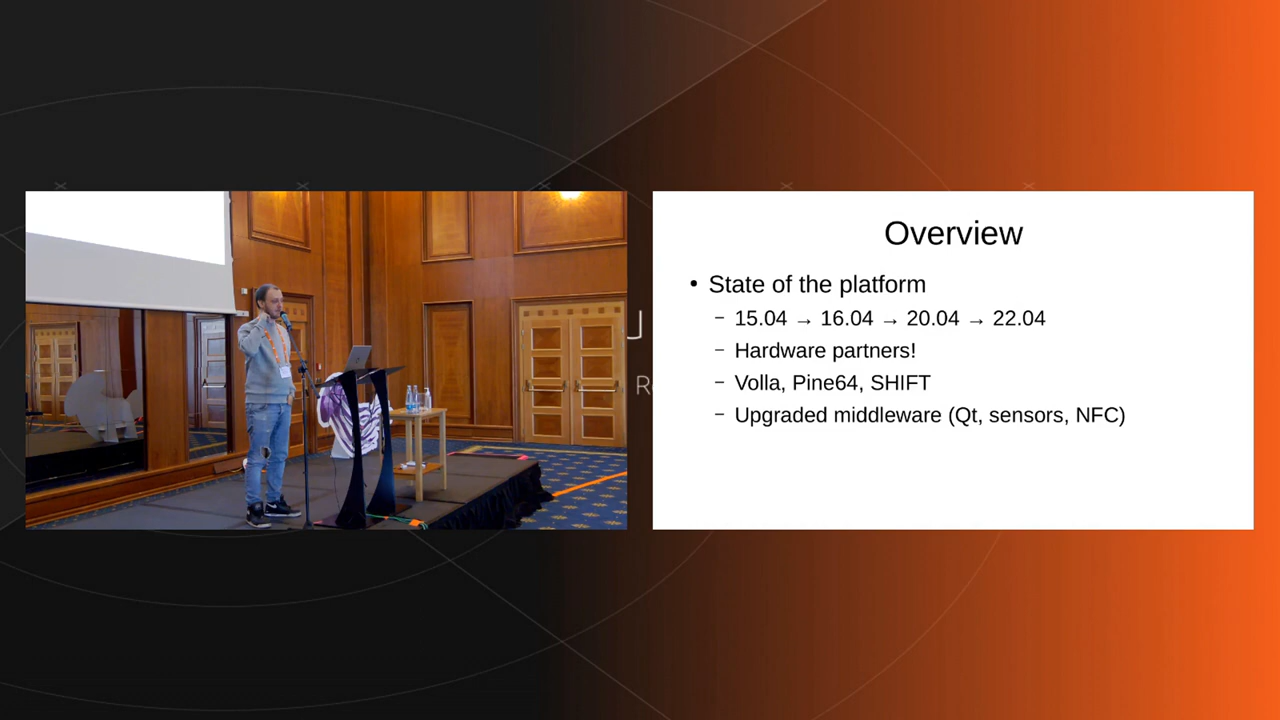 Overview
• State of the platform
– 15.04 → 16.04 → 20.04 → 22.04
– Hardware partners!
– Volla, Pine64, SHIFT
– Upgraded middleware (Qt, sensors, NFC)